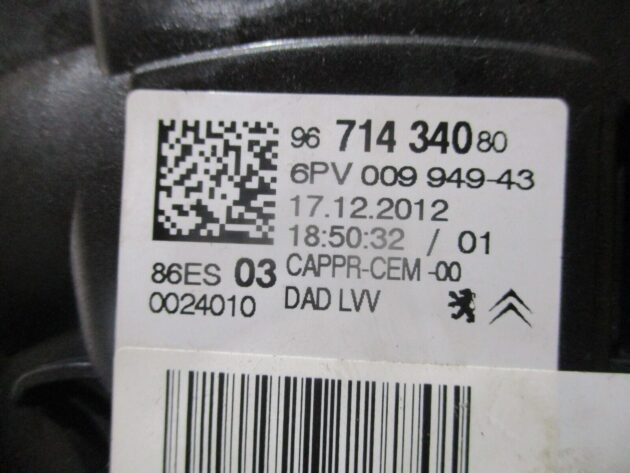 96 714 340 80
6PV 009 949-43
17.12.2012
18:50:32 / 01
86ES 03 CAPPR-CEM -00
0024010 DAD LVV